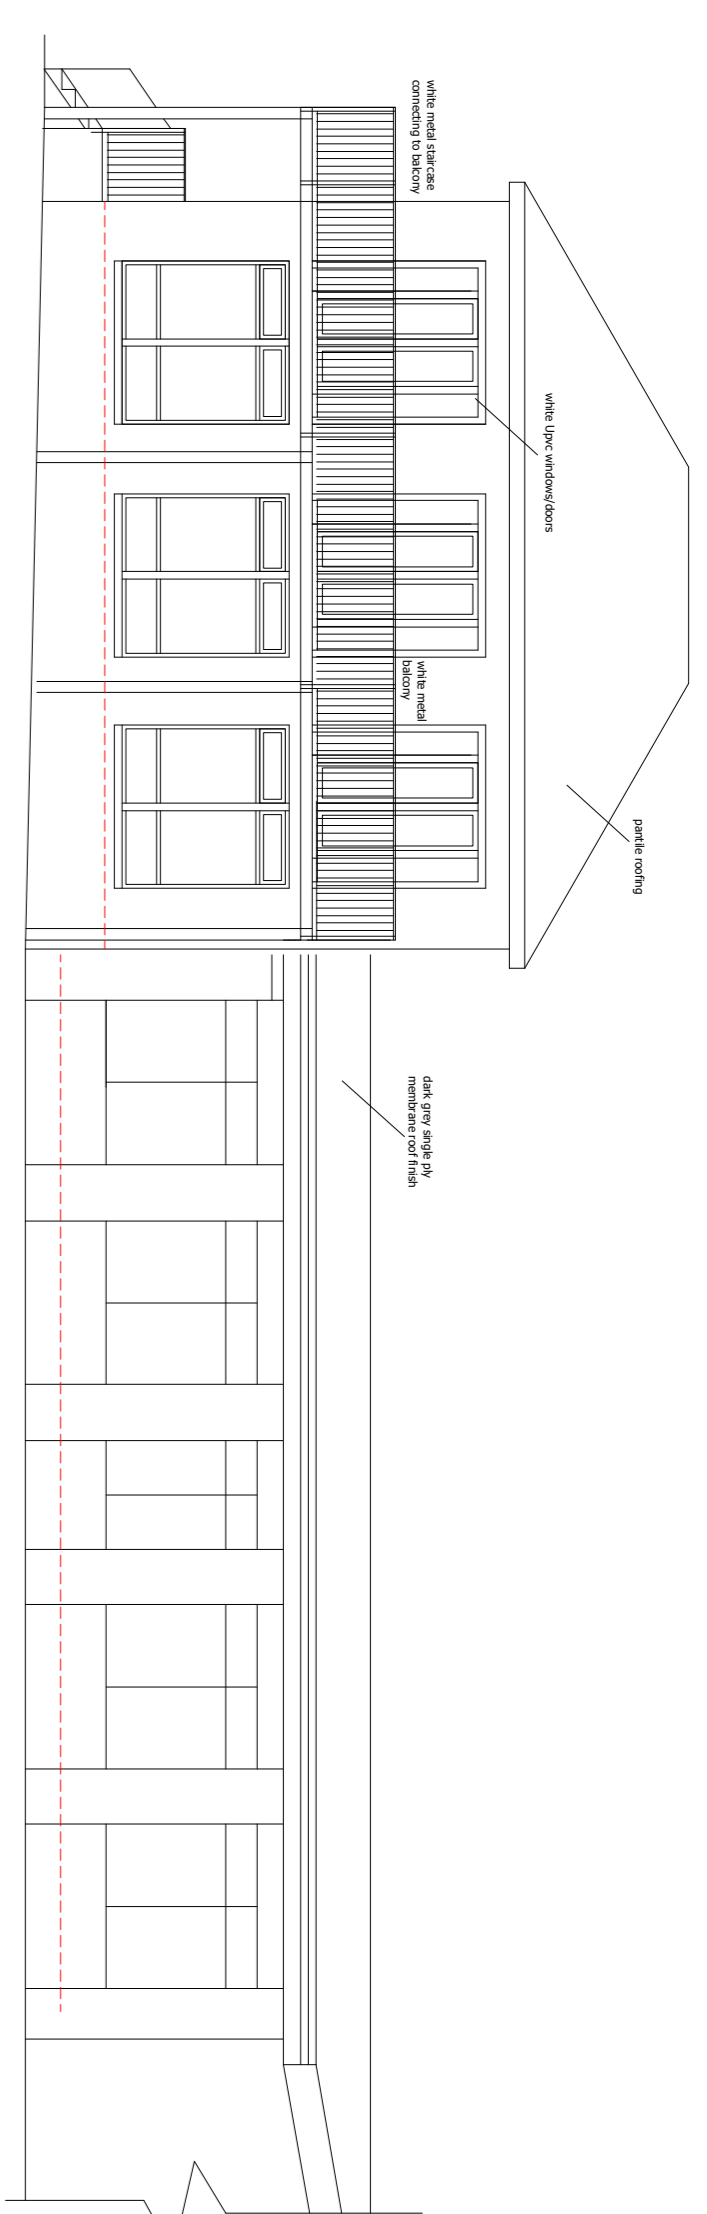 white metal staircase
connecting to balcony
white Upvc windows/doors
white metal
balcony
pantile roofing
dark grey single ply
membrane roof finish